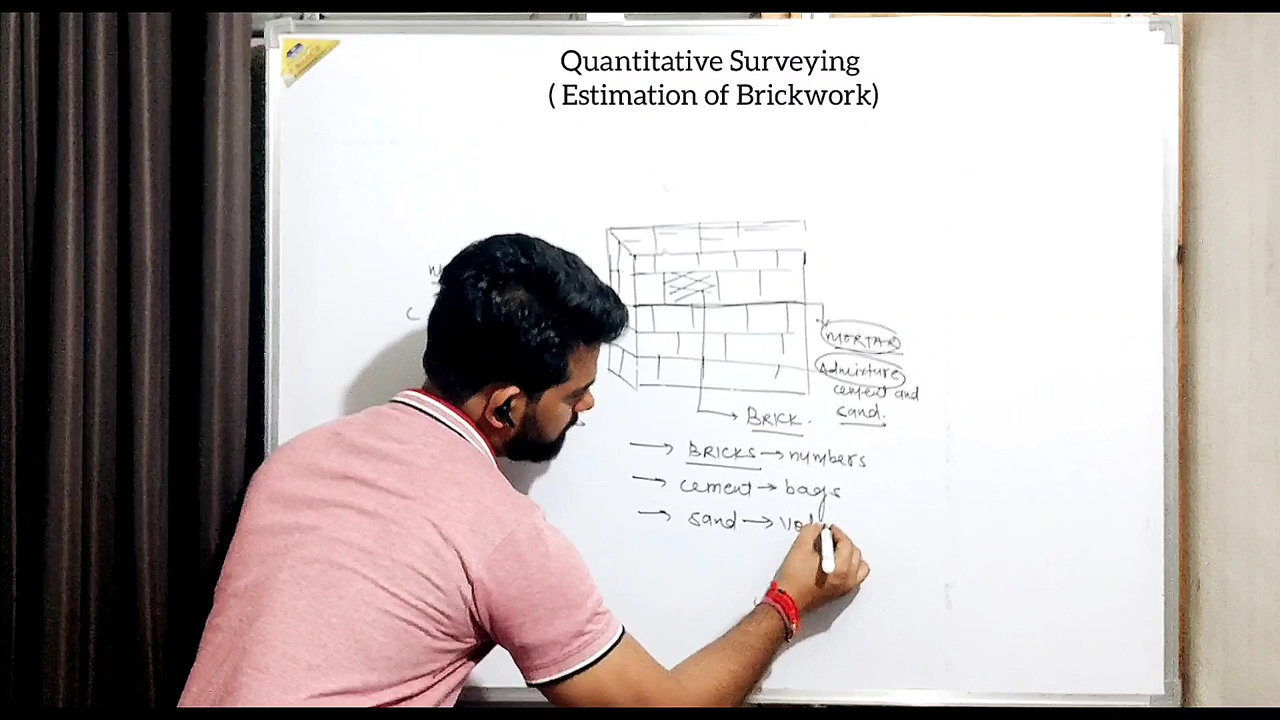 Quantitative Surveying
( Estimation of Brickwork)
MORTAR
Admixture
cement and
sand.
BRICK.
→ BRICKS → numbers
→ cement → bags
→ sand →